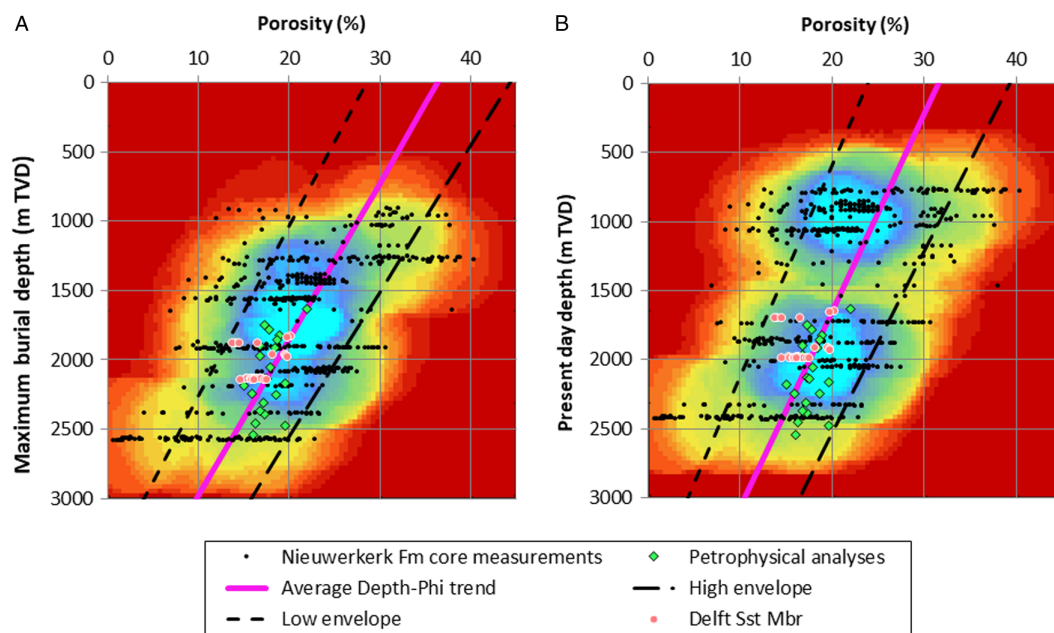 A
Porosity (%)
0 10 20 30 40
Maximum burial depth (m TVD)
0
500
1000
1500
2000
2500
3000
B
Porosity (%)
0 10 20 30 40
Present day depth (m TVD)
0
500
1000
1500
2000
2500
3000
Nieuwerkerk Fm core measurements
Petrophysical analyses
Average Depth-Phi trend
High envelope
Low envelope
Delft Sst Mbr